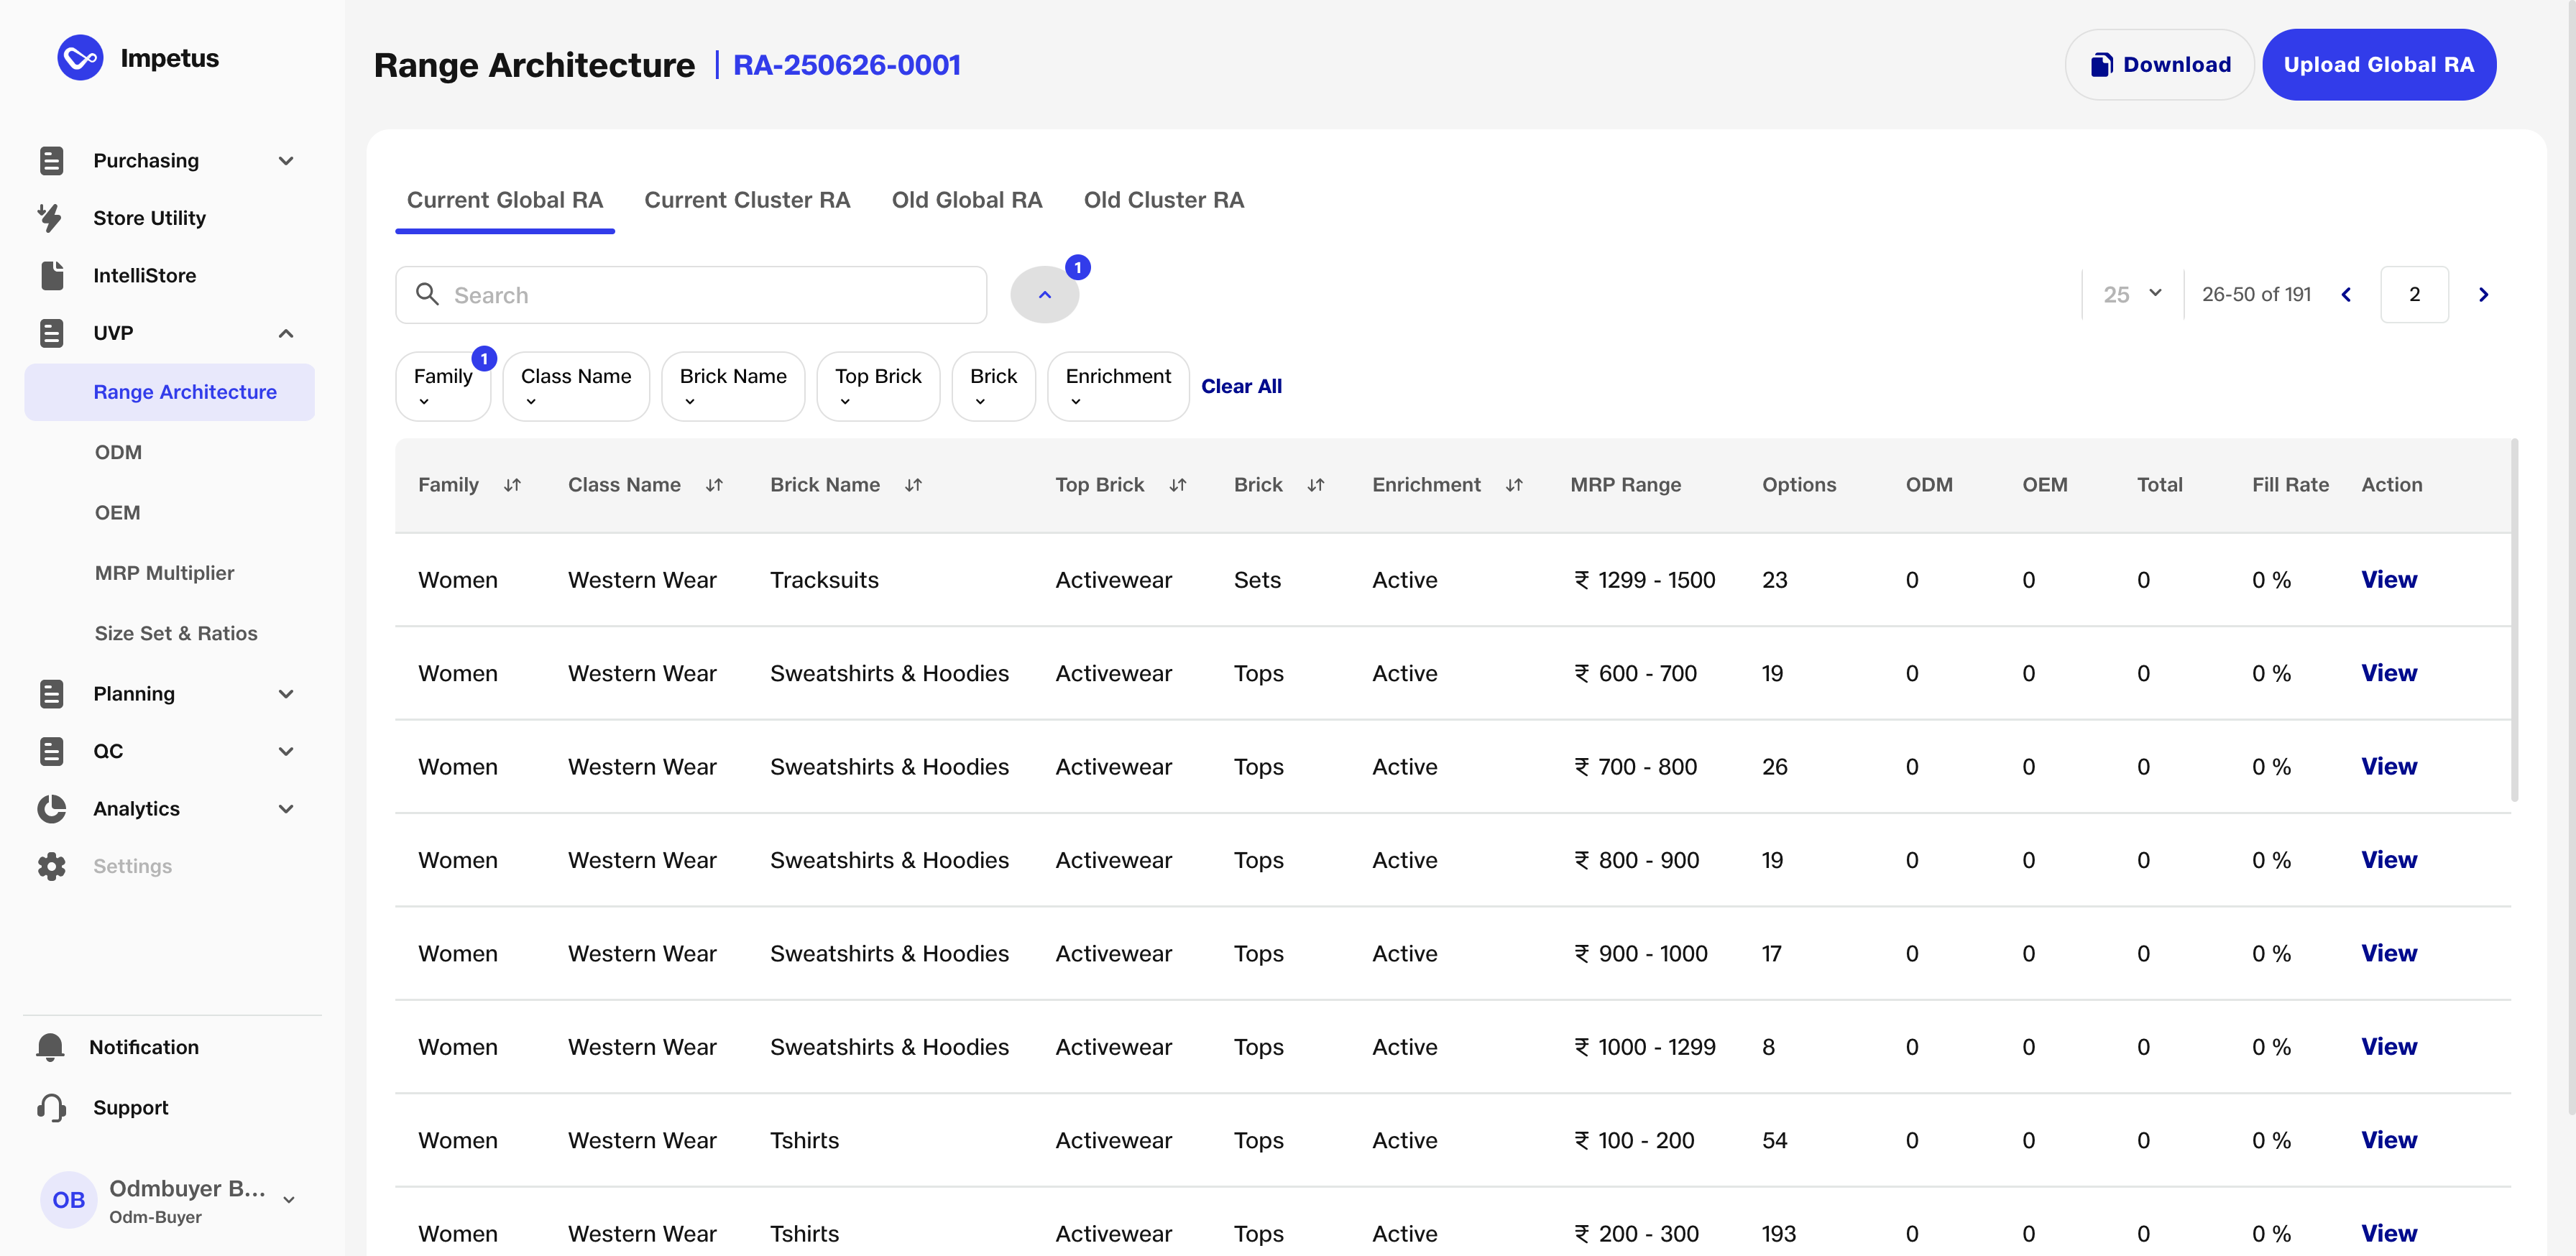 Impetus
Purchasing
Store Utility
IntelliStore
UVP
Range Architecture
ODM
OEM
MRP Multiplier
Size Set & Ratios
Planning
QC
Analytics
Settings
Notification
Support
OB
Odmbuyer B...
Odm-Buyer
Range Architecture | RA-250626-0001
Download
Upload Global RA
Current Global RA Current Cluster RA Old Global RA Old Cluster RA
Search
1
25 26-50 of 191 2
Family 1 Class Name Brick Name Top Brick Brick Enrichment Clear All
Family Class Name Brick Name Top Brick Brick Enrichment MRP Range Options ODM OEM Total Fill Rate Action
Women Western Wear Tracksuits Activewear Sets Active ₹ 1299 - 1500 23 0 0 0 0 % View
Women Western Wear Sweatshirts & Hoodies Activewear Tops Active ₹ 600 - 700 19 0 0 0 0 % View
Women Western Wear Sweatshirts & Hoodies Activewear Tops Active ₹ 700 - 800 26 0 0 0 0 % View
Women Western Wear Sweatshirts & Hoodies Activewear Tops Active ₹ 800 - 900 19 0 0 0 0 % View
Women Western Wear Sweatshirts & Hoodies Activewear Tops Active ₹ 900 - 1000 17 0 0 0 0 % View
Women Western Wear Sweatshirts & Hoodies Activewear Tops Active ₹ 1000 - 1299 8 0 0 0 0 % View
Women Western Wear Tshirts Activewear Tops Active ₹ 100 - 200 54 0 0 0 0 % View
Women Western Wear Tshirts Activewear Tops Active ₹ 200 - 300 193 0 0 0 0 % View